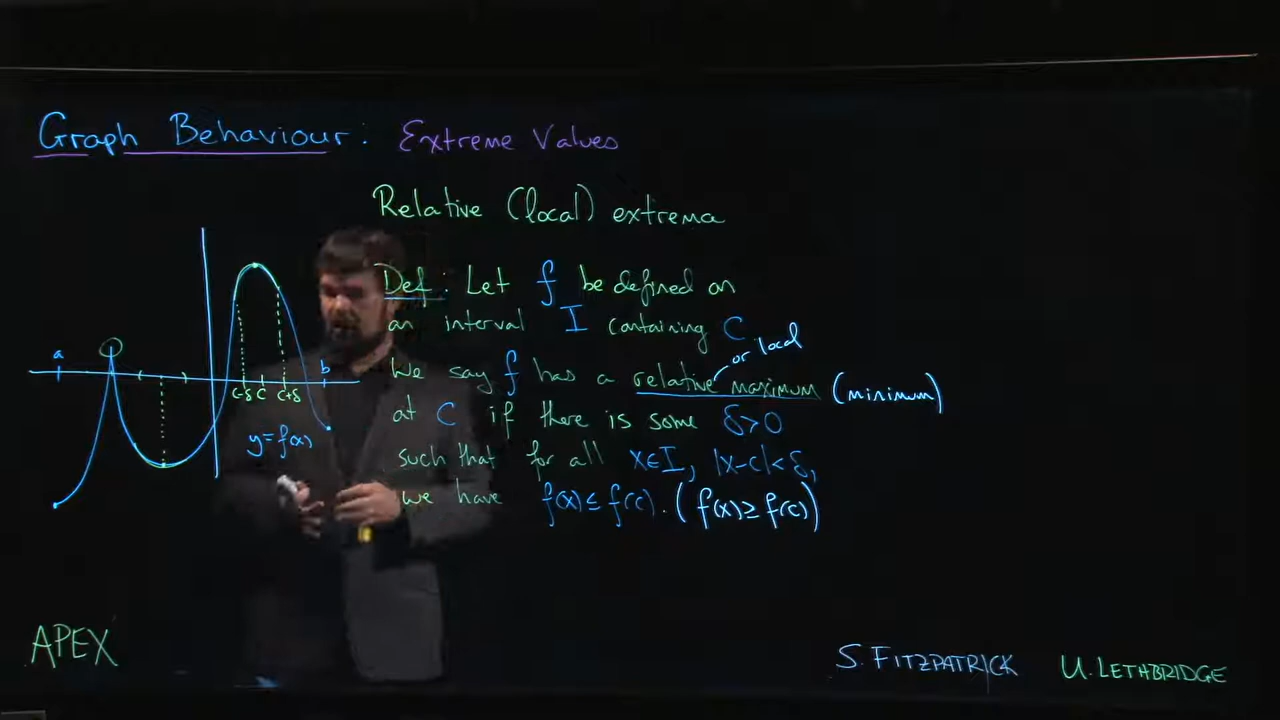 Graph Behaviour: Extreme Values
Relative (local) extrema
Def: Let f be defined on
an interval I containing C
or local
We say f has a relative maximum (minimum)
at C if there is some δ>0
such that for all x∈I, |x-c|<δ,
we have f(x)≤f(c). (f(x)≥f(c))
a
b
c-δ c c+δ
y=f(x)
APEX
S. FITZPATRICK U. LETHBRIDGE